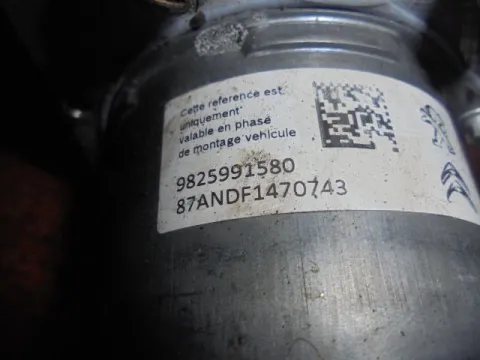 Cette reference est
uniquement
valable en phase
de montage vehicule
9825991580
87ANDF1470743